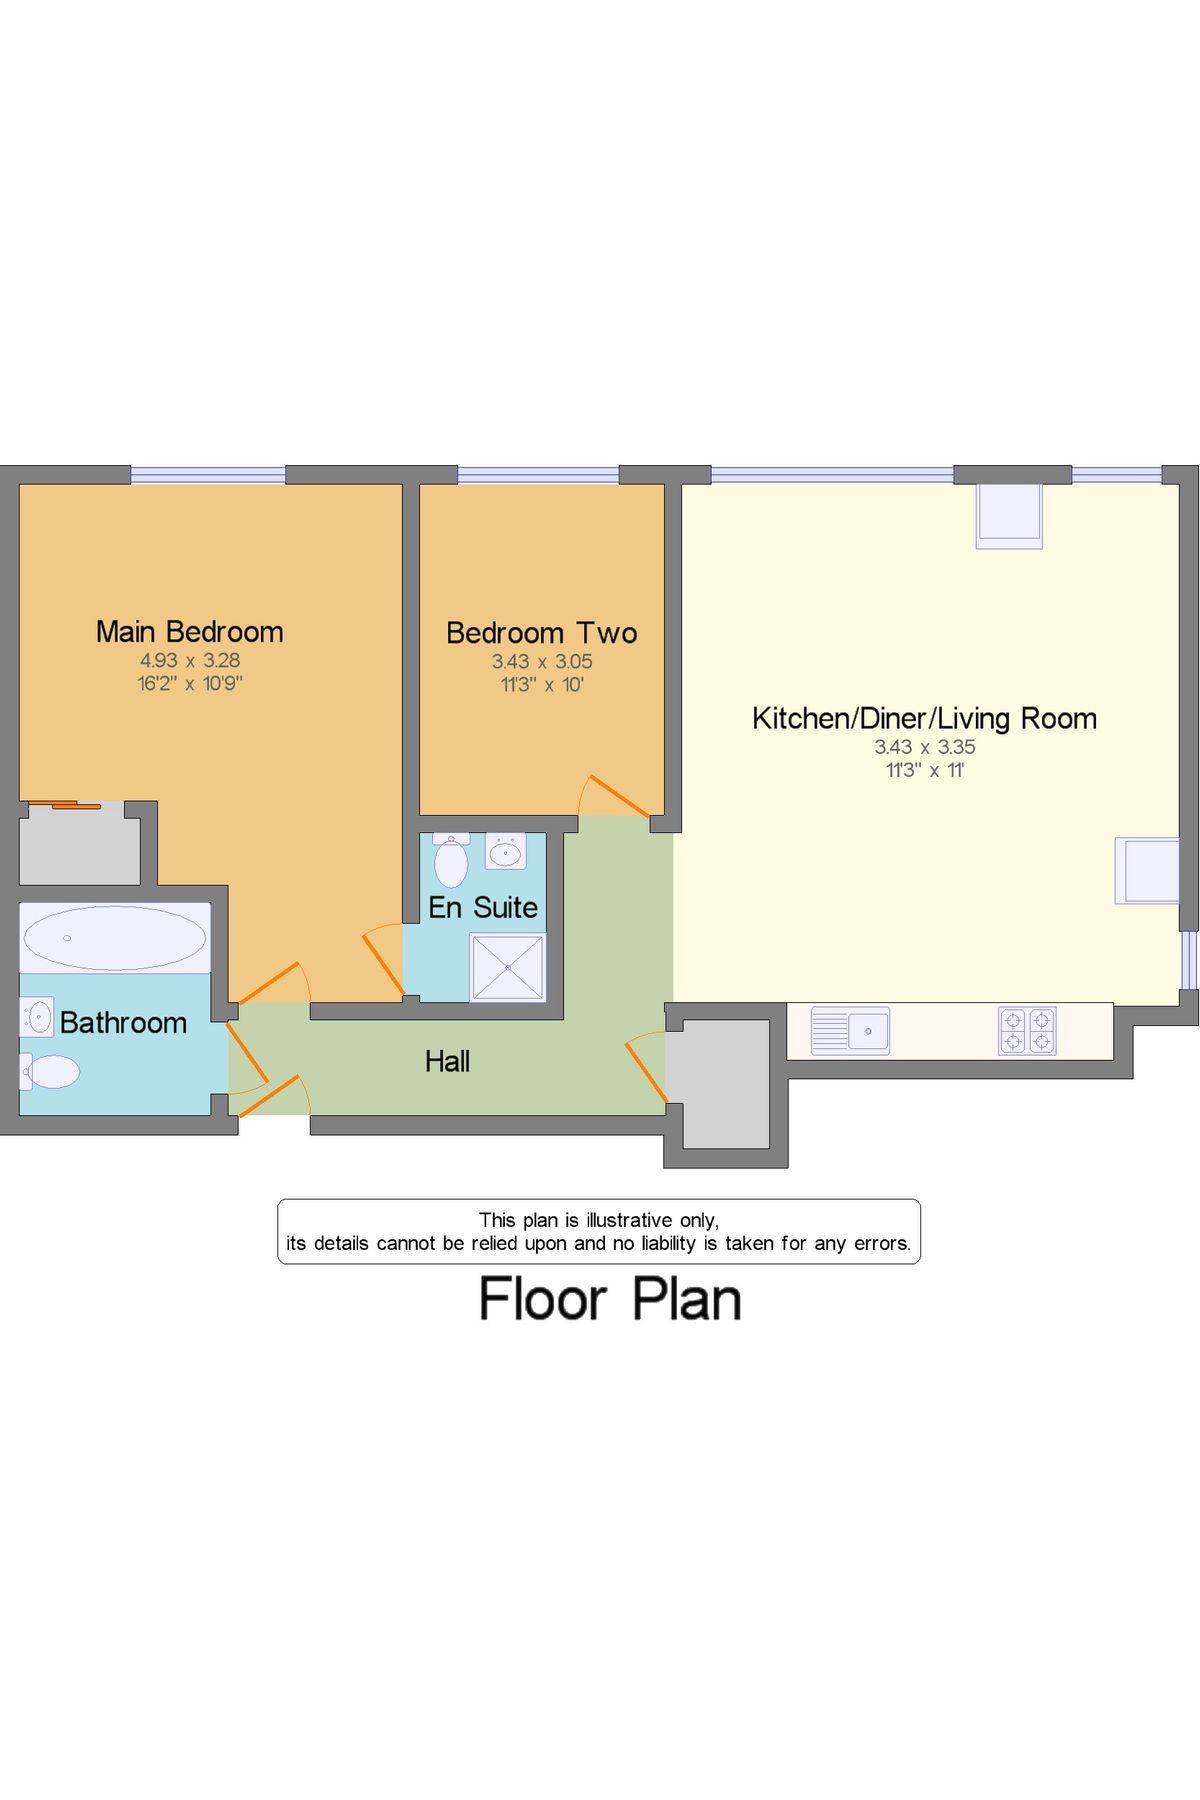 Main Bedroom
4.93 x 3.28
16'2" x 10'9"
Bedroom Two
3.43 x 3.05
11'3" x 10'
Kitchen/Diner/Living Room
3.43 x 3.35
11'3" x 11'
En Suite
Bathroom
Hall
This plan is illustrative only,
its details cannot be relied upon and no liability is taken for any errors.
Floor Plan